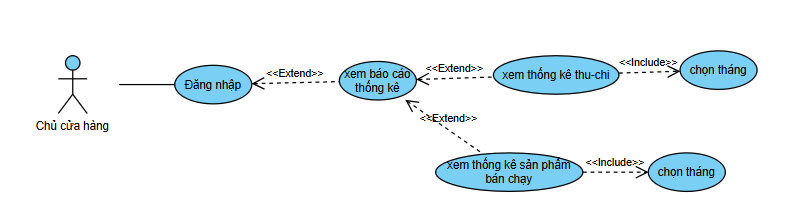 Chủ cửa hàng
Đăng nhập
<<Extend>>
xem báo cáo
thống kê
<<Extend>>
xem thống kê thu-chi
<<Include>>
chọn tháng
<<Extend>>
xem thống kê sản phẩm
bán chạy
<<Include>>
chọn tháng